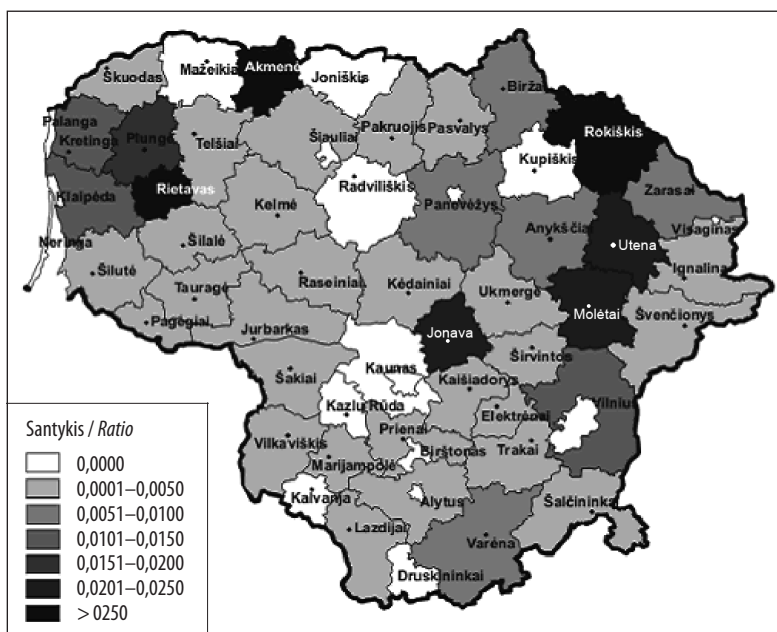 Skuodas
Mažeikia
Akmenė
Joniškis
Biržai
Palanga
Kretinga
Plungė
Telšiai
Šiauliai
Pakruojis
Pasvalys
Rokiškis
Kupiškis
Klaipėda
Rietavas
Kelmė
Radviliškis
Panevėžys
Anykščiai
Zarasai
Visaginas
Utena
Ignalina
Neringa
Šilalė
Šilutė
Tauragė
Raseiniai
Kėdainiai
Ukmergė
Molėtai
Švenčionys
Pagėgiai
Jurbarkas
Jonava
Širvintos
Šakiai
Kaunas
Kaišiadorys
Kazlų Rūda
Elektrėnai
Vilnius
Prienai
Vilkaviškis
Marijampolė
Birštonas
Trakai
Kalvarija
Alytus
Šalčininkai
Lazdijai
Varėna
Druskininkai
Santykis / Ratio
0,0000
0,0001–0,0050
0,0051–0,0100
0,0101–0,0150
0,0151–0,0200
0,0201–0,0250
> 0250